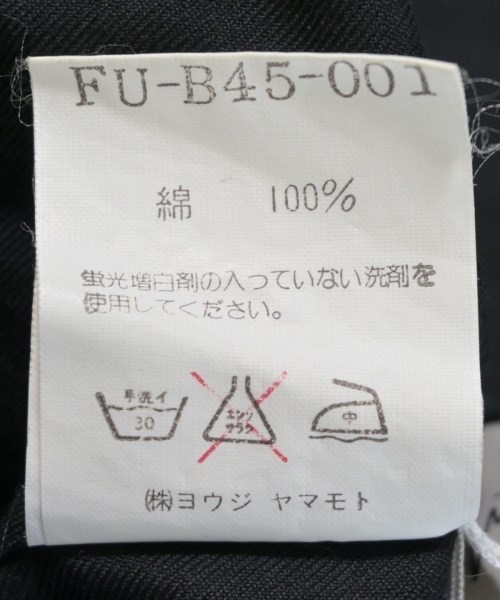 FU-B45-001
綿 100%
蛍光増白剤の入っていない洗剤を
使用してください。
手洗イ
30
エンソ
サラシ
中
(株)ヨウジ ヤマモト